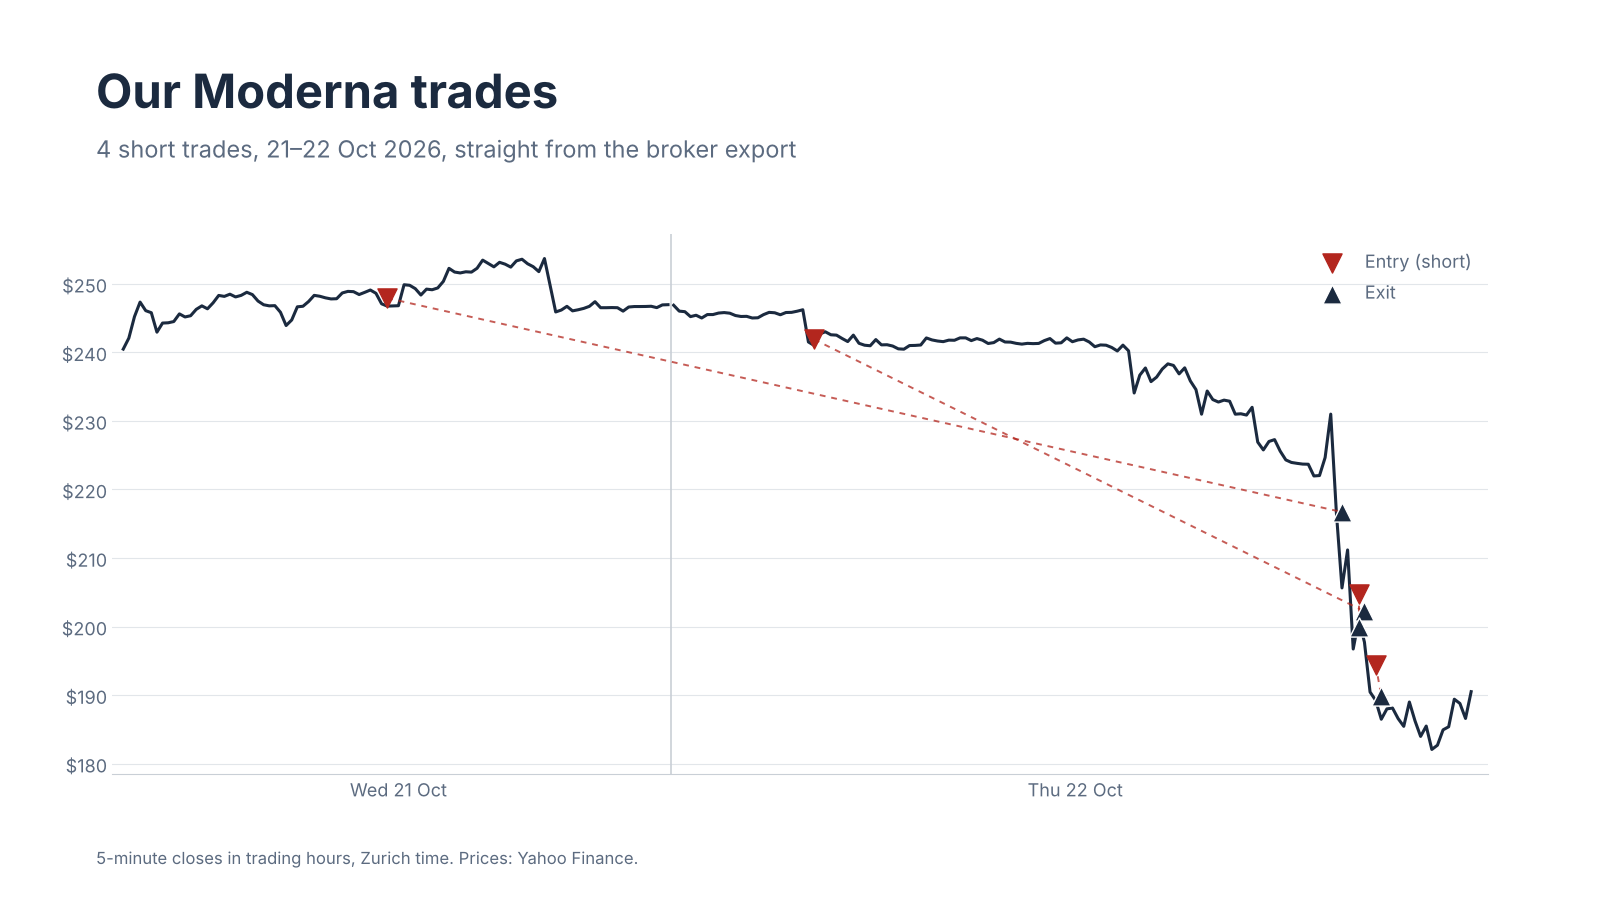 Our Moderna trades
4 short trades, 21–22 Oct 2026, straight from the broker export
Entry (short)
Exit
$250
$240
$230
$220
$210
$200
$190
$180
Wed 21 Oct
Thu 22 Oct
5-minute closes in trading hours, Zurich time. Prices: Yahoo Finance.